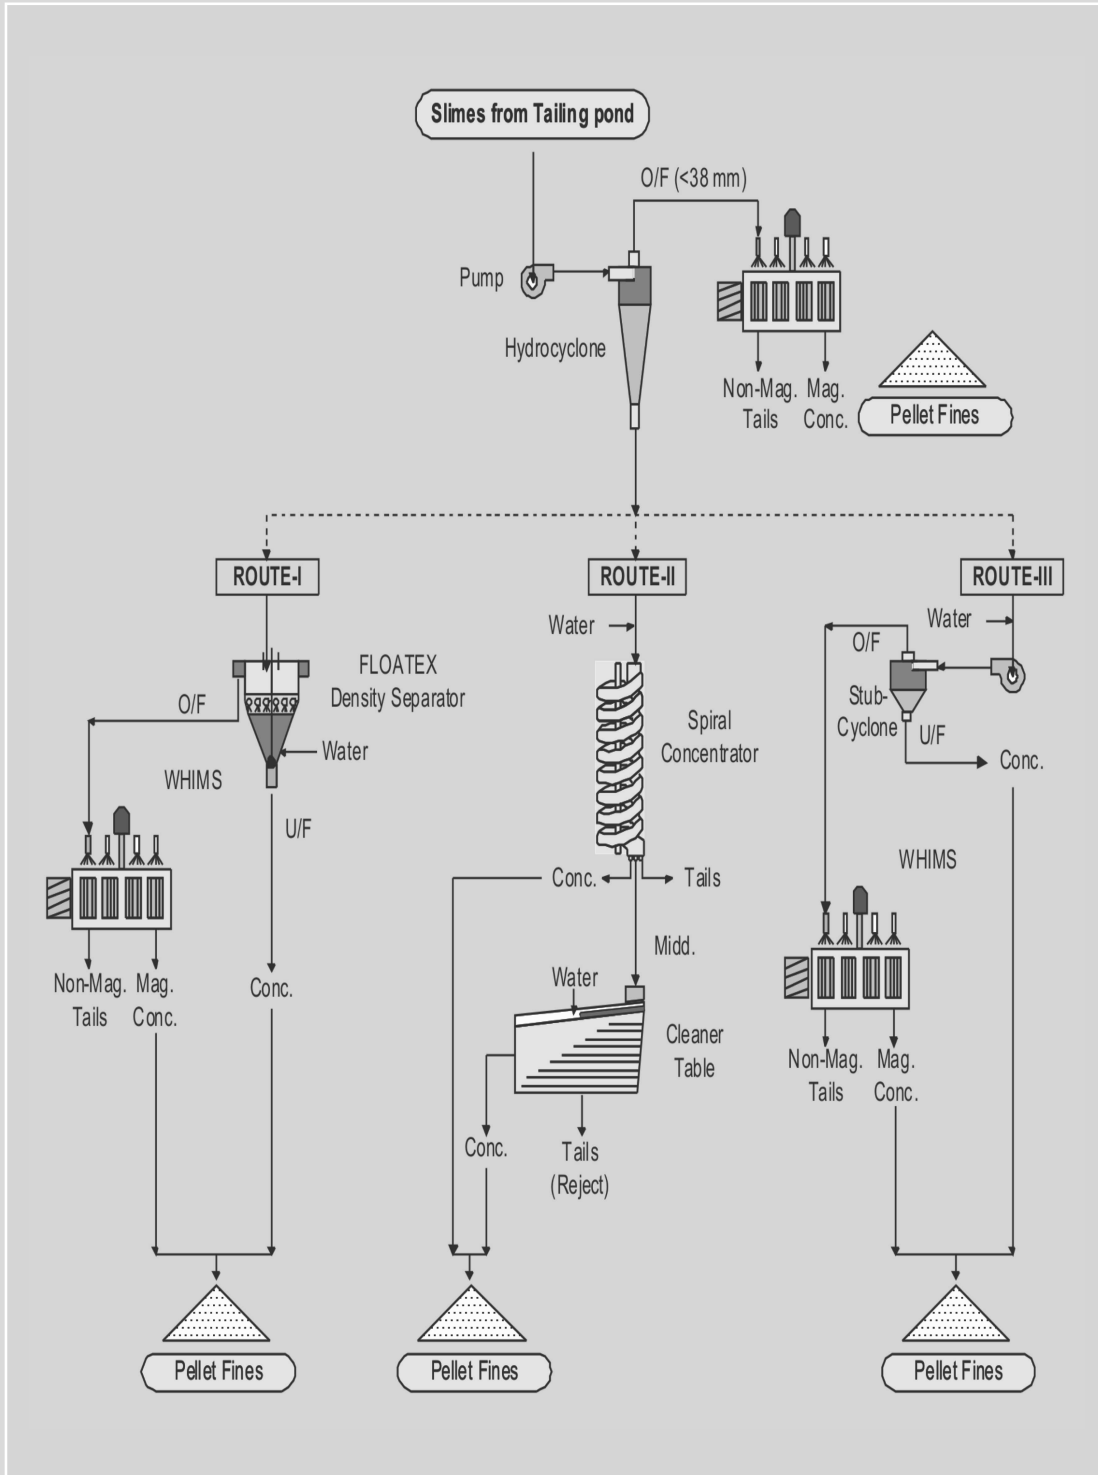 Slimes from Tailing pond
O/F (<38 mm)
Pump
Hydrocyclone
Non-Mag.
Tails
Mag.
Conc.
Pellet Fines
ROUTE-I
ROUTE-II
ROUTE-III
FLOATEX
Density Separator
O/F
Water
WHIMS
U/F
Non-Mag.
Tails
Mag.
Conc.
Conc.
Pellet Fines
Water
Spiral
Concentrator
Conc.
Tails
Midd.
Water
Cleaner
Table
Conc.
Tails
(Reject)
Pellet Fines
Water
O/F
Stub-
Cyclone
U/F
Conc.
WHIMS
Non-Mag.
Tails
Mag.
Conc.
Pellet Fines